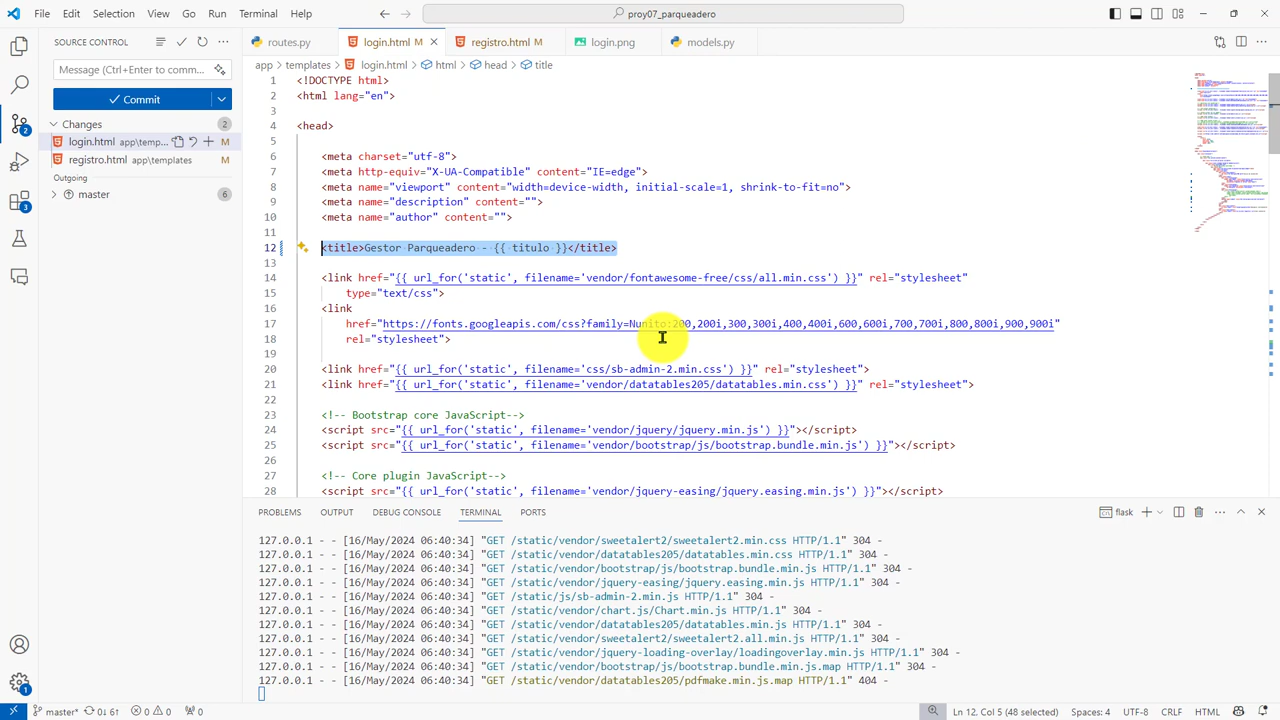 File Edit Selection View Go Run Terminal Help
proy07_parqueadero
SOURCE CONTROL
routes.py login.html M registro.html M login.png models.py
app templates login.html html head title
Message (Ctrl+Enter to comm...
Commit
Changes 2
login.html app\temp... M
registro.html app\templates M
Outgoing
master 6
1 <!DOCTYPE html>
2 <html lang="en">
3
4 <head>
5
6 <meta charset="utf-8">
7 <meta http-equiv="X-UA-Compatible" content="IE=edge">
8 <meta name="viewport" content="width=device-width, initial-scale=1, shrink-to-fit=no">
9 <meta name="description" content="">
10 <meta name="author" content="">
11
12 <title>Gestor Parqueadero - {{ titulo }}</title>
13
14 <link href="{{ url_for('static', filename='vendor/fontawesome-free/css/all.min.css') }}" rel="stylesheet"
15 type="text/css">
16 <link
17 href="https://fonts.googleapis.com/css?family=Nunito:200,200i,300,300i,400,400i,600,600i,700,700i,800,800i,900,900i"
18 rel="stylesheet">
19
20 <link href="{{ url_for('static', filename='css/sb-admin-2.min.css') }}" rel="stylesheet">
21 <link href="{{ url_for('static', filename='vendor/datatables205/datatables.min.css') }}" rel="stylesheet">
22
23 <!-- Bootstrap core JavaScript-->
24 <script src="{{ url_for('static', filename='vendor/jquery/jquery.min.js') }}"></script>
25 <script src="{{ url_for('static', filename='vendor/bootstrap/js/bootstrap.bundle.min.js') }}"></script>
26
27 <!-- Core plugin JavaScript-->
28 <script src="{{ url_for('static', filename='vendor/jquery-easing/jquery.easing.min.js') }}"></script>
2
3
1
PROBLEMS OUTPUT DEBUG CONSOLE TERMINAL PORTS
flask
127.0.0.1 - - [16/May/2024 06:40:34] "GET /static/vendor/sweetalert2/sweetalert2.min.css HTTP/1.1" 304 -
127.0.0.1 - - [16/May/2024 06:40:34] "GET /static/vendor/datatables205/datatables.min.css HTTP/1.1" 304 -
127.0.0.1 - - [16/May/2024 06:40:34] "GET /static/vendor/bootstrap/js/bootstrap.bundle.min.js HTTP/1.1" 304 -
127.0.0.1 - - [16/May/2024 06:40:34] "GET /static/vendor/jquery-easing/jquery.easing.min.js HTTP/1.1" 304 -
127.0.0.1 - - [16/May/2024 06:40:34] "GET /static/js/sb-admin-2.min.js HTTP/1.1" 304 -
127.0.0.1 - - [16/May/2024 06:40:34] "GET /static/vendor/chart.js/Chart.min.js HTTP/1.1" 304 -
127.0.0.1 - - [16/May/2024 06:40:34] "GET /static/vendor/datatables205/datatables.min.js HTTP/1.1" 304 -
127.0.0.1 - - [16/May/2024 06:40:34] "GET /static/vendor/sweetalert2/sweetalert2.all.min.js HTTP/1.1" 304 -
127.0.0.1 - - [16/May/2024 06:40:34] "GET /static/vendor/jquery-loading-overlay/loadingoverlay.min.js HTTP/1.1" 304 -
127.0.0.1 - - [16/May/2024 06:40:34] "GET /static/vendor/bootstrap/js/bootstrap.bundle.min.js.map HTTP/1.1" 304 -
127.0.0.1 - - [16/May/2024 06:40:34] "GET /static/vendor/datatables205/pdfmake.min.js.map HTTP/1.1" 404 -
master* 0↓ 6↑ 0 0 0 Ln 12, Col 5 (48 selected) Spaces: 4 UTF-8 CRLF HTML